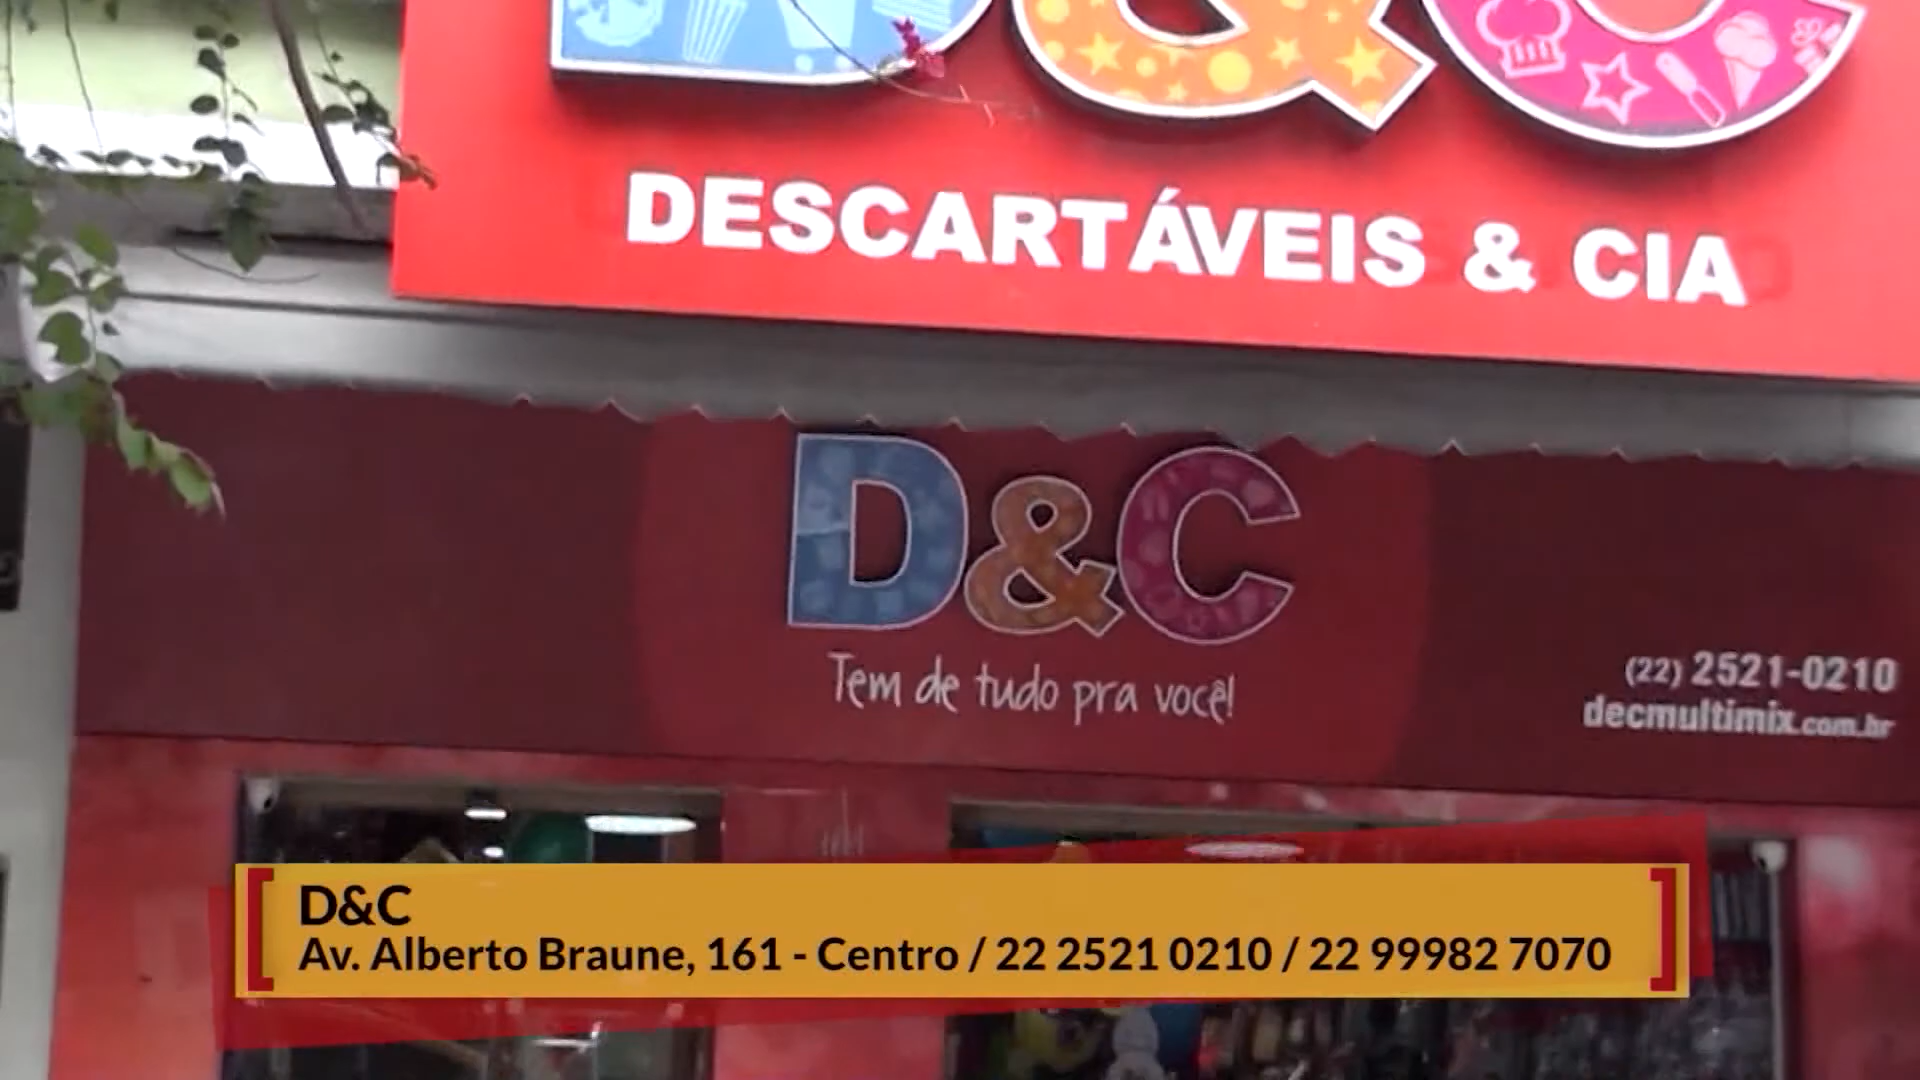 D&C
DESCARTÁVEIS & CIA
D&C
Tem de tudo pra você!
(22) 2521-0210
decmultimix.com.br
D&C
Av. Alberto Braune, 161 - Centro / 22 2521 0210 / 22 99982 7070